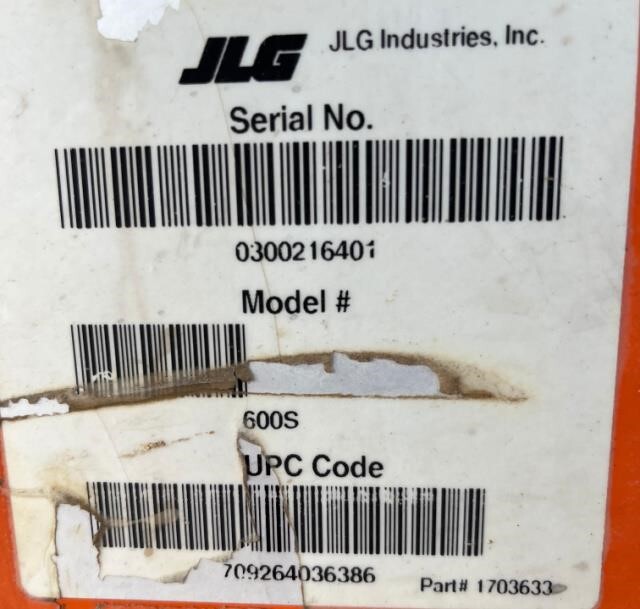 JLG JLG Industries, Inc.
Serial No.
0300216401
Model #
600S
UPC Code
709264036386
Part# 1703633